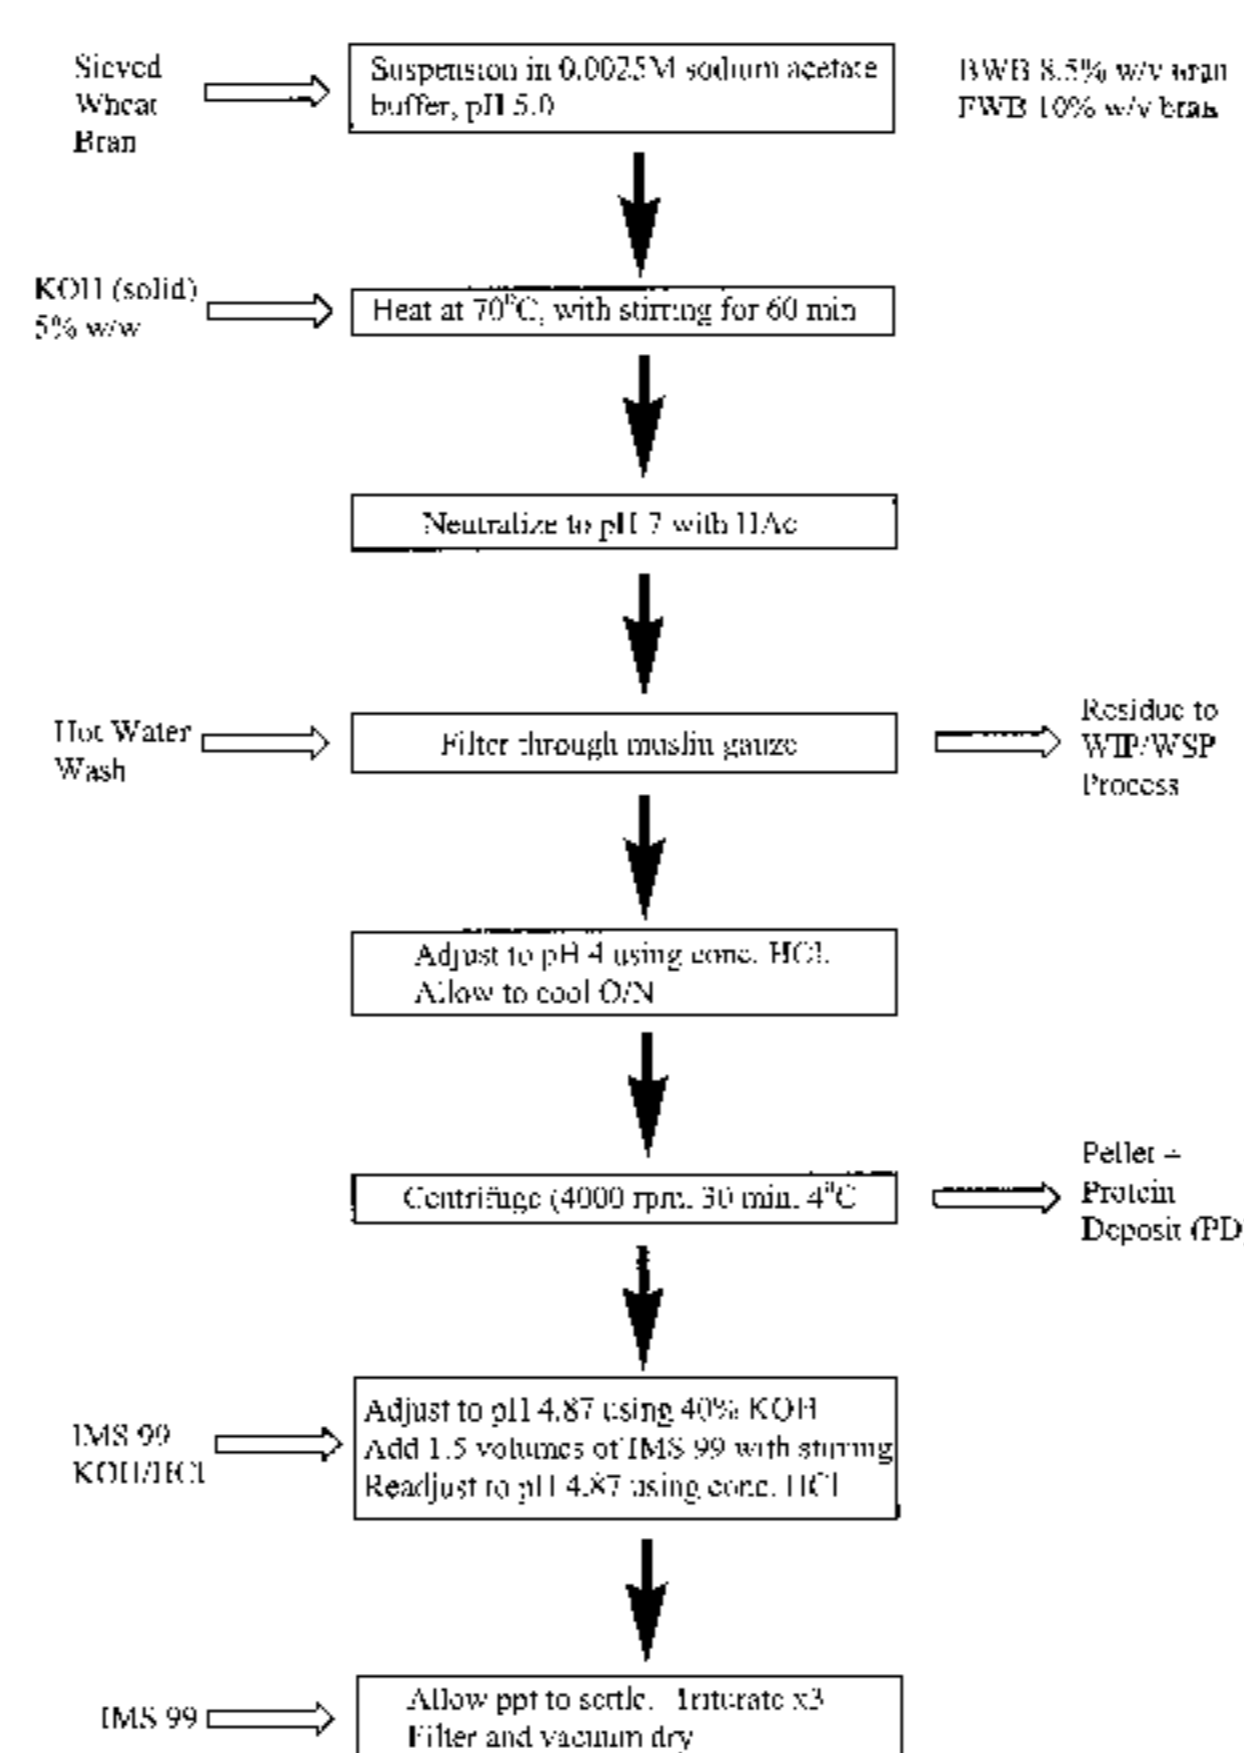 Sieved
Wheat
Bran
Suspension in 0.0025M sodium acetate
buffer, pH 5.0
BWB 8.5% w/v bran
FWB 10% w/v bran
KOH (solid)
5% w/w
Heat at 70°C, with stirring for 60 min
Neutralize to pH 7 with HAc
Hot Water
Wash
Filter through muslin gauze
Residue to
WIP/WSP
Process
Adjust to pH 4 using conc. HCl.
Allow to cool O/N
Centrifuge (4000 rpm, 30 min, 4°C
Pellet =
Protein
Deposit (PD)
IMS 99
KOH/HCl
Adjust to pH 4.87 using 40% KOH
Add 1.5 volumes of IMS 99 with stirring
Readjust to pH 4.87 using conc. HCl
IMS 99
Allow ppt to settle. Triturate x3
Filter and vacuum dry